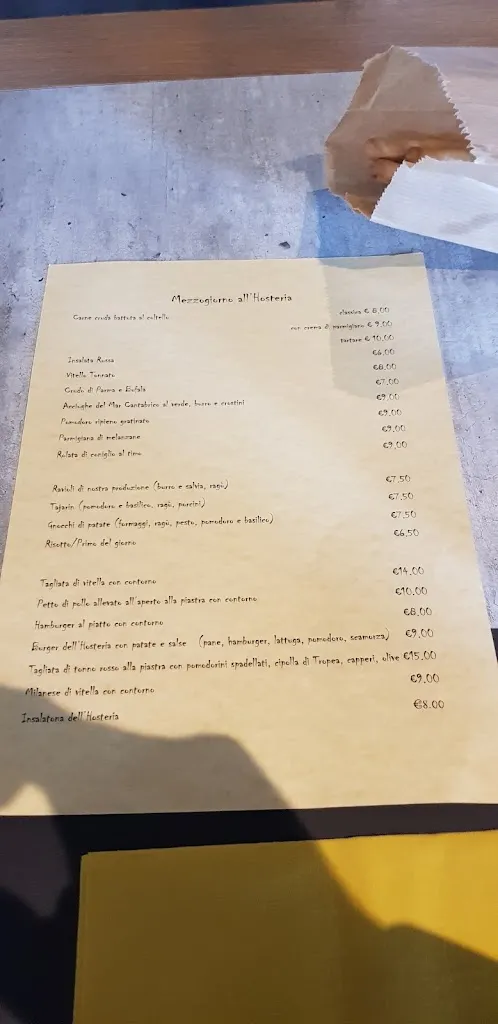 Mezzogiorno all'Hosteria
Carne cruda battuta al coltello classica € 8,00
con crema di parmigiano € 9,00
tartare € 10,00
Insalata Russa €6,00
Vitello Tonnato €8,00
Crudo di Parma e Bufala €7,00
Acciughe del Mar Cantabrico al verde, burro e crostini €9,00
Pomodoro ripieno gratinato €9,00
Parmigiana di melanzane €9,00
Rolata di coniglio al timo €9,00
Ravioli di nostra produzione (burro e salvia, ragù) €7,50
Tajarin (pomodoro e basilico, ragù, porcini) €7,50
Gnocchi di patate (formaggi, ragù, pesto, pomodoro e basilico) €7,50
Risotto/Primo del giorno €6,50
Tagliata di vitella con contorno €14,00
Petto di pollo allevato all'aperto alla piastra con contorno €10,00
Hamburger al piatto con contorno €8,00
Burger dell'Hosteria con patate e salse (pane, hamburger, lattuga, pomodoro, scamorza) €9,00
Tagliata di tonno rosso alla piastra con pomodorini spadellati, cipolla di Tropea, capperi, olive €15,00
Milanese di vitella con contorno €9,00
Insalatona dell'Hosteria €8.00